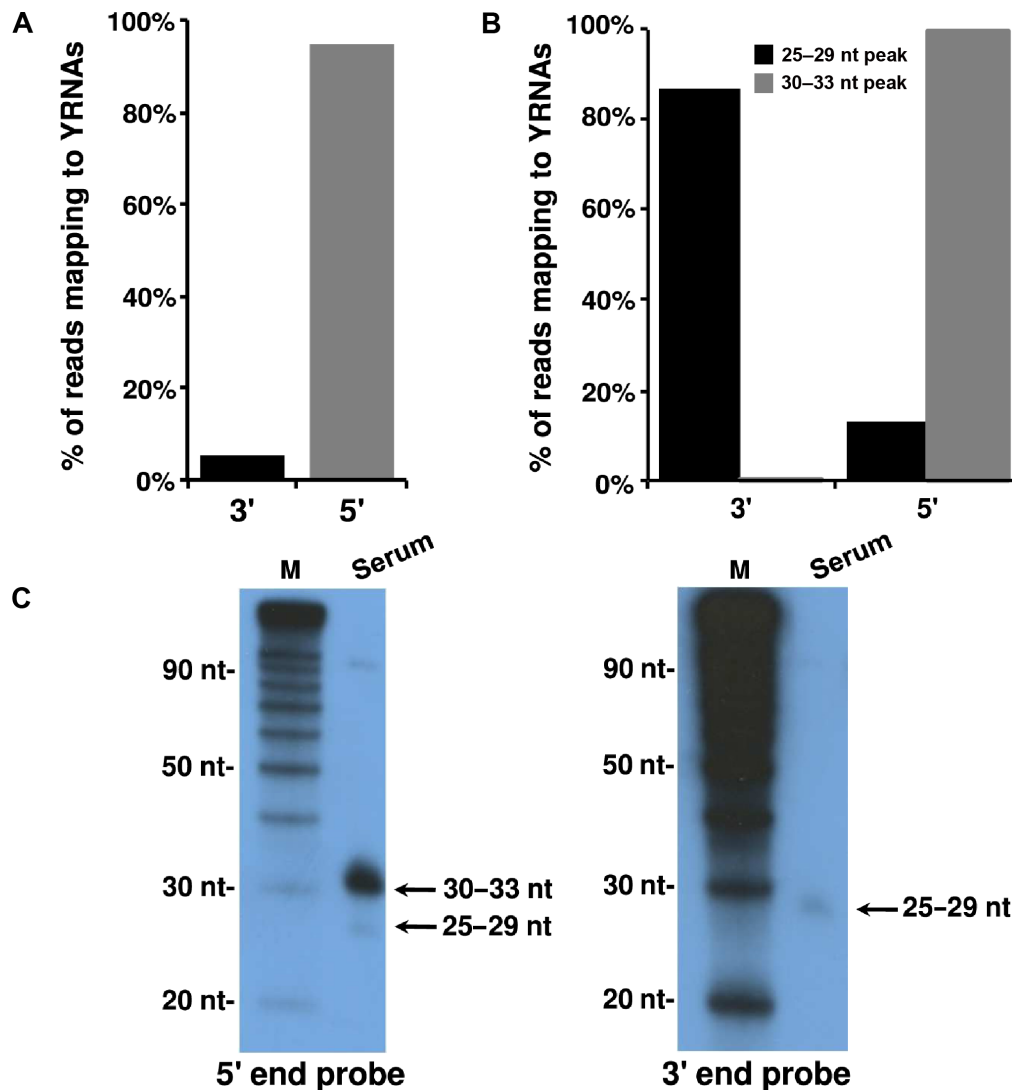 A
% of reads mapping to YRNAs
100%
80%
60%
40%
20%
0%
3'
5'
B
% of reads mapping to YRNAs
100%
80%
60%
40%
20%
0%
25–29 nt peak
30–33 nt peak
3'
5'
C
M
Serum
90 nt-
50 nt-
30 nt-
20 nt-
30–33 nt
25–29 nt
5' end probe
M
Serum
90 nt-
50 nt-
30 nt-
20 nt-
25–29 nt
3' end probe